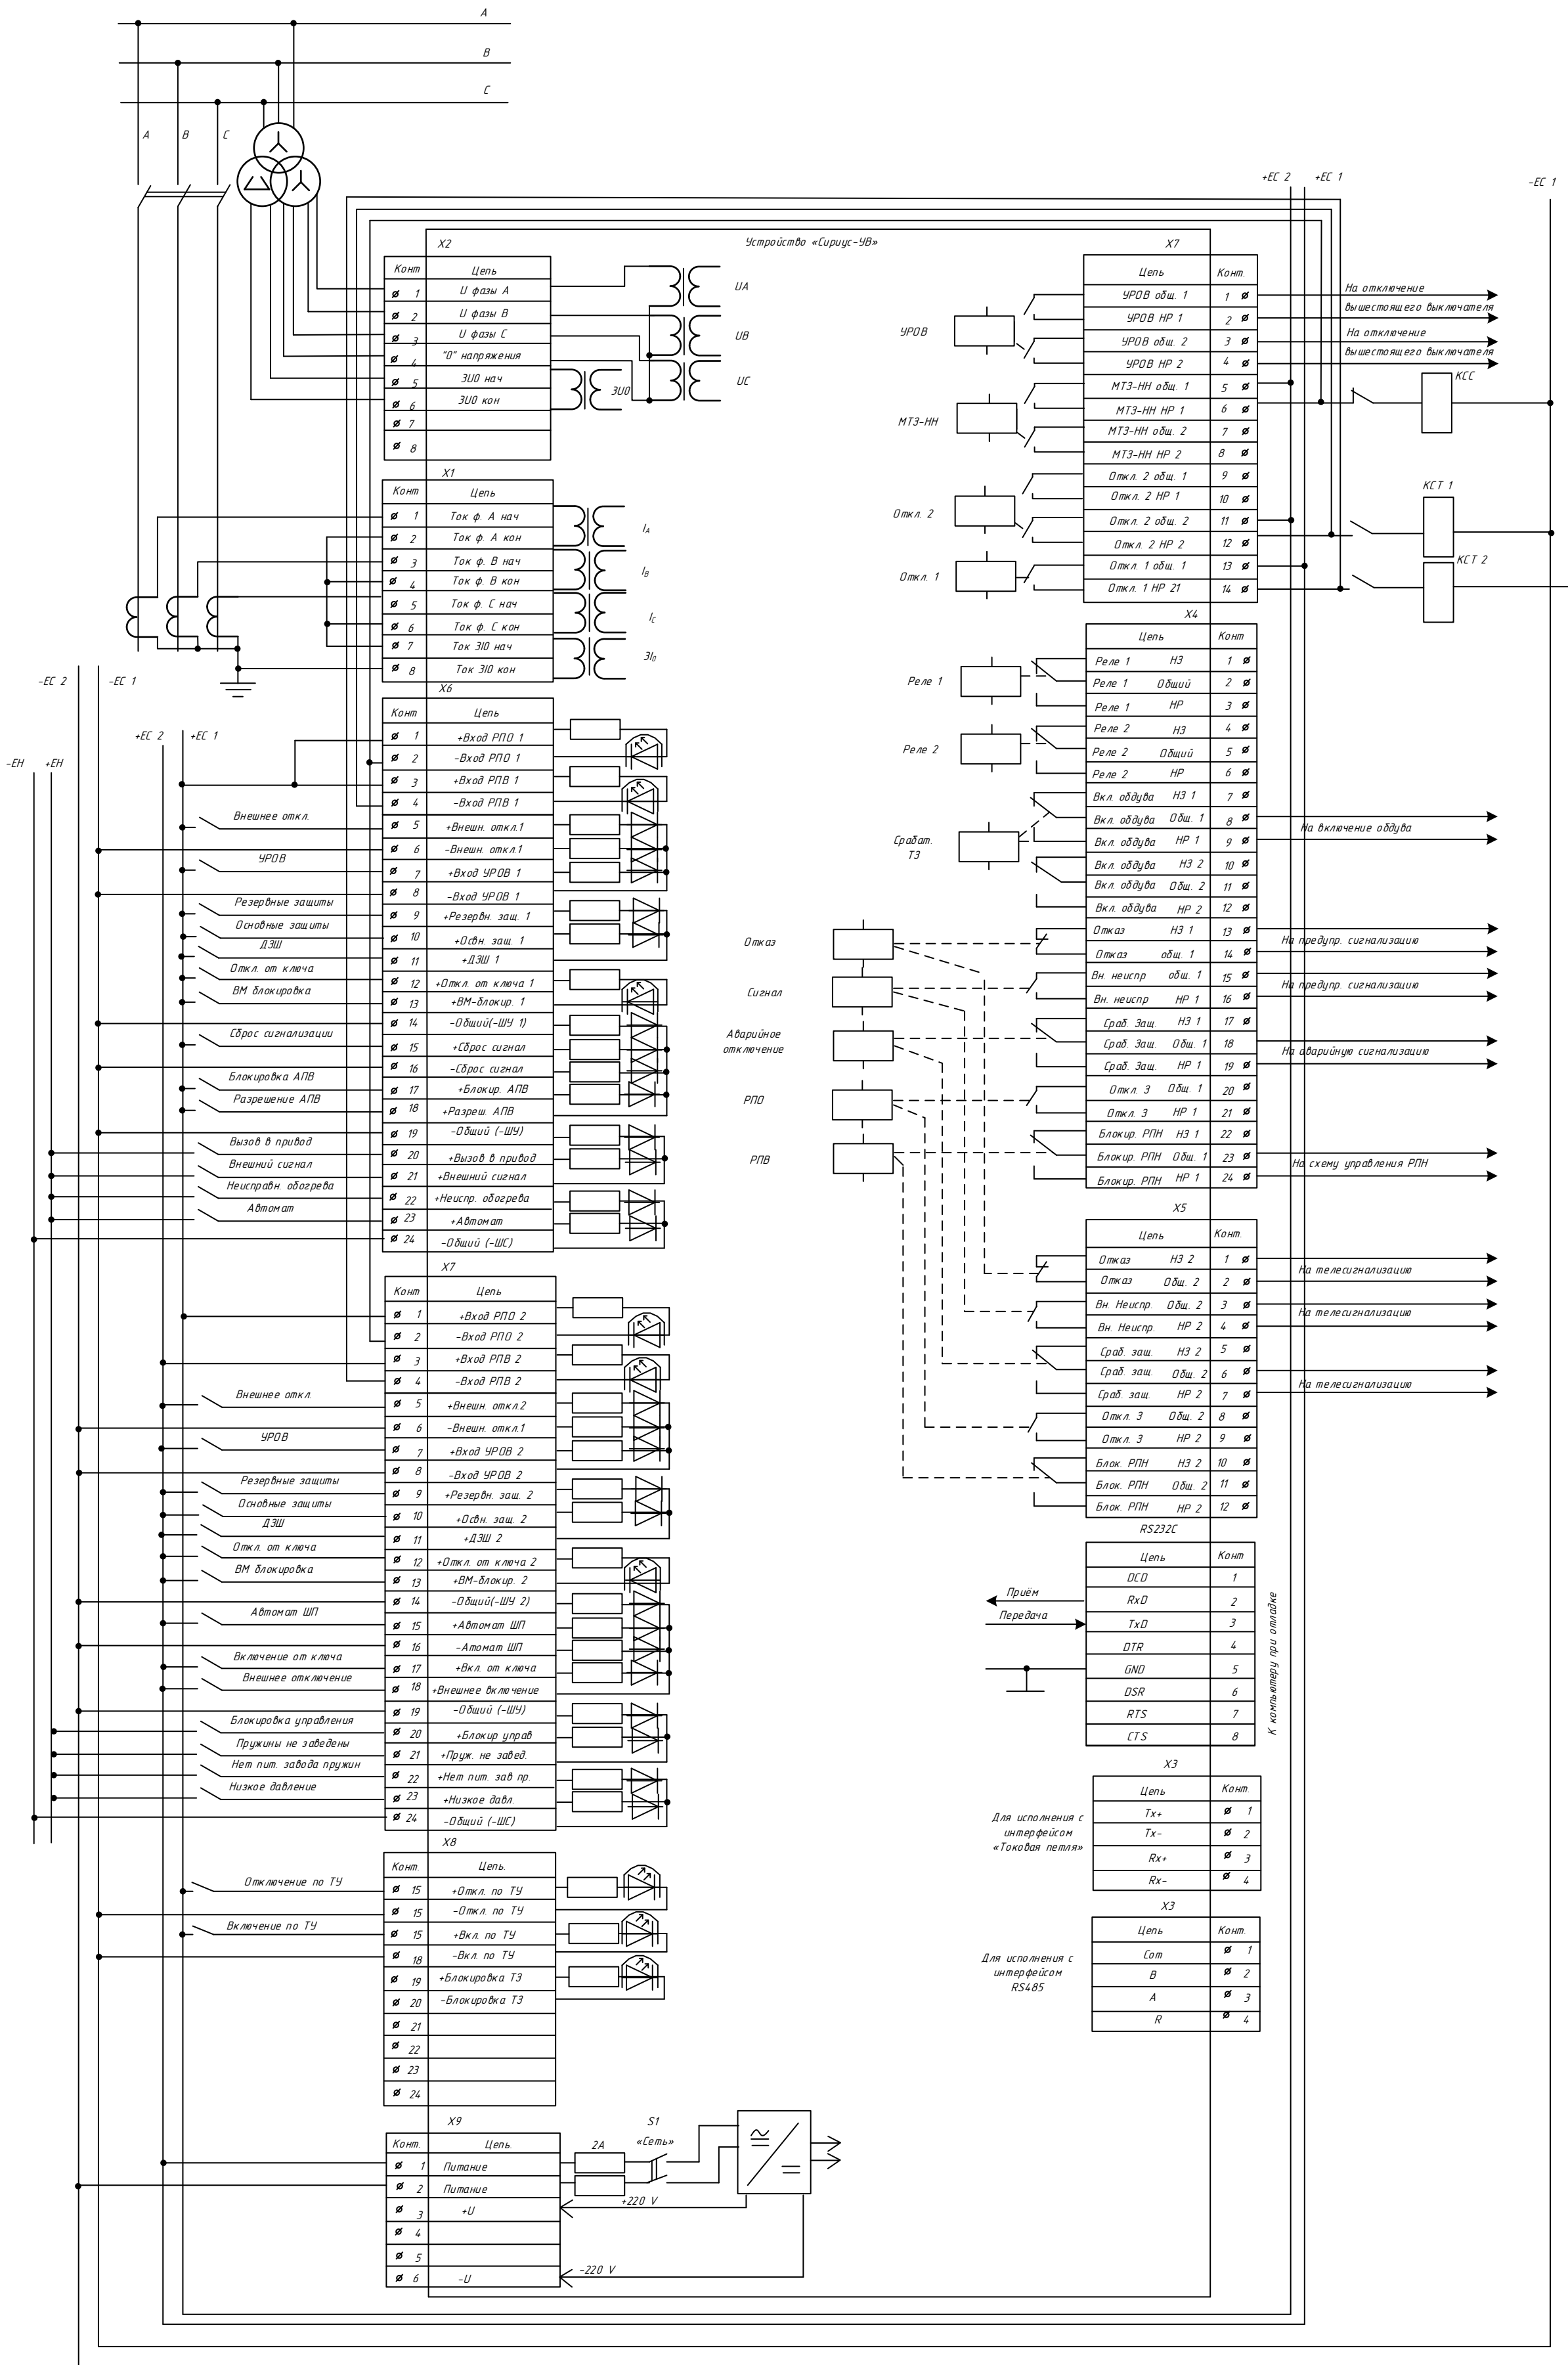 A
B
C
A B C
+ЕС 2 +ЕС 1 -ЕС 1
Устройство «Сириус-УВ»
X2
Конт Цепь
1 U фазы А
2 U фазы В
3 U фазы С
4 "0" напряжения
5 3U0 нач
6 3U0 кон
7
8
UA
UB
UC
3U0
X1
Конт Цепь
1 Ток ф. А нач
2 Ток ф. А кон
3 Ток ф. В нач
4 Ток ф. В кон
5 Ток ф. С нач
6 Ток ф. С кон
7 Ток 3I0 нач
8 Ток 3I0 кон
IA
IB
IC
3I0
-ЕС 2 -ЕС 1
+ЕС 2 +ЕС 1
-ЕН +ЕН
X6
Конт Цепь
1 +Вход РПО 1
2 -Вход РПО 1
3 +Вход РПВ 1
4 -Вход РПВ 1
Внешнее откл. 5 +Внешн. откл.1
6 -Внешн. откл.1
УРОВ 7 +Вход УРОВ 1
8 -Вход УРОВ 1
Резервные защиты 9 +Резервн. защ. 1
Основные защиты 10 +Освн. защ. 1
ДЗШ 11 +ДЗШ 1
Откл. от ключа 12 +Откл. от ключа 1
ВМ блокировка 13 +ВМ-блокир. 1
14 -Общий(-ШУ 1)
Сброс сигнализации 15 +Сброс сигнал
16 -Сброс сигнал
Блокировка АПВ 17 +Блокир. АПВ
Разрешение АПВ 18 +Разреш. АПВ
19 -Общий (-ШУ)
Вызов в привод 20 +Вызов в привод
Внешний сигнал 21 +Внешний сигнал
Неисправн. обогрева 22 +Неиспр. обогрева
Автомат 23 +Автомат
24 -Общий (-ШС)
X7
Конт Цепь
1 +Вход РПО 2
2 -Вход РПО 2
3 +Вход РПВ 2
4 -Вход РПВ 2
Внешнее откл. 5 +Внешн. откл.2
6 -Внешн. откл.1
УРОВ 7 +Вход УРОВ 2
8 -Вход УРОВ 2
Резервные защиты 9 +Резервн. защ. 2
Основные защиты 10 +Освн. защ. 2
ДЗШ 11 +ДЗШ 2
Откл. от ключа 12 +Откл. от ключа 2
ВМ блокировка 13 +ВМ-блокир. 2
14 -Общий(-ШУ 2)
Автомат ШП 15 +Автомат ШП
16 -Атомат ШП
Включение от ключа 17 +Вкл. от ключа
Внешнее отключение 18 +Внешнее включение
19 -Общий (-ШУ)
Блокировка управления 20 +Блокир управ
Пружины не заведены 21 +Пруж. не завед.
Нет пит. завода пружин 22 +Нет пит. зав пр.
Низкое давление 23 +Низкое давл.
24 -Общий (-ШС)
X8
Конт. Цепь.
Отключение по ТУ 15 +Откл. по ТУ
15 -Откл. по ТУ
Включение по ТУ 15 +Вкл. по ТУ
18 -Вкл. по ТУ
19 +Блокировка ТЗ
20 -Блокировка ТЗ
21
22
23
24
X9
Конт. Цепь.
1 Питание
2 Питание
3 +U
4
5
6 -U
2А
S1
«Сеть»
+220 V
-220 V
X7
Цепь Конт.
УРОВ
УРОВ общ. 1 1
УРОВ НР 1 2
УРОВ общ. 2 3
УРОВ НР 2 4
На отключение
вышестоящего выключателя
На отключение
вышестоящего выключателя
МТЗ-НН
МТЗ-НН общ. 1 5
МТЗ-НН НР 1 6
МТЗ-НН общ. 2 7
МТЗ-НН НР 2 8
Откл. 2
Откл. 2 общ. 1 9
Откл. 2 НР 1 10
Откл. 2 общ. 2 11
Откл. 2 НР 2 12
Откл. 1
Откл. 1 общ. 1 13
Откл. 1 НР 21 14
КСС
КСТ 1
КСТ 2
X4
Цепь Конт
Реле 1
Реле 1 НЗ 1
Реле 1 Общий 2
Реле 1 НР 3
Реле 2
Реле 2 НЗ 4
Реле 2 Общий 5
Реле 2 НР 6
Срабат.
ТЗ
Вкл. обдува НЗ 1 7
Вкл. обдува Общ. 1 8
Вкл. обдува НР 1 9
На включение обдува
Вкл. обдува НЗ 2 10
Вкл. обдува Общ. 2 11
Вкл. обдува НР 2 12
Отказ
Отказ НЗ 1 13
Отказ общ. 1 14
На предупр. сигнализацию
Сигнал
Вн. неиспр общ. 1 15
Вн. неиспр НР 1 16
На предупр. сигнализацию
Аварийное
отключение
Сраб. Защ. НЗ 1 17
Сраб. Защ. Общ. 1 18
Сраб. Защ. НР 1 19
На аварийную сигнализацию
РПО
Откл. 3 Общ. 1 20
Откл. 3 НР 1 21
РПВ
Блокир. РПН НЗ 1 22
Блокир. РПН Общ. 1 23
Блокир. РПН НР 1 24
На схему управления РПН
X5
Цепь Конт.
Отказ НЗ 2 1
Отказ Общ. 2 2
На телесигнализацию
Вн. Неиспр. Общ. 2 3
Вн. Неиспр. НР 2 4
На телесигнализацию
Сраб. защ. НЗ 2 5
Сраб. защ. Общ. 2 6
Сраб. защ. НР 2 7
На телесигнализацию
Откл. 3 Общ. 2 8
Откл. 3 НР 2 9
Блок. РПН НЗ 2 10
Блок. РПН Общ. 2 11
Блок. РПН НР 2 12
RS232C
Цепь Конт
DCD 1
Приём RxD 2
Передача TxD 3
DTR 4
GND 5
DSR 6
RTS 7
CTS 8
К компьютеру при отладке
X3
Цепь Конт.
Tx+ 1
Tx- 2
Rx+ 3
Rx- 4
Для исполнения с
интерфейсом
«Токовая петля»
X3
Цепь Конт.
Com 1
B 2
A 3
R 4
Для исполнения с
интерфейсом
RS485